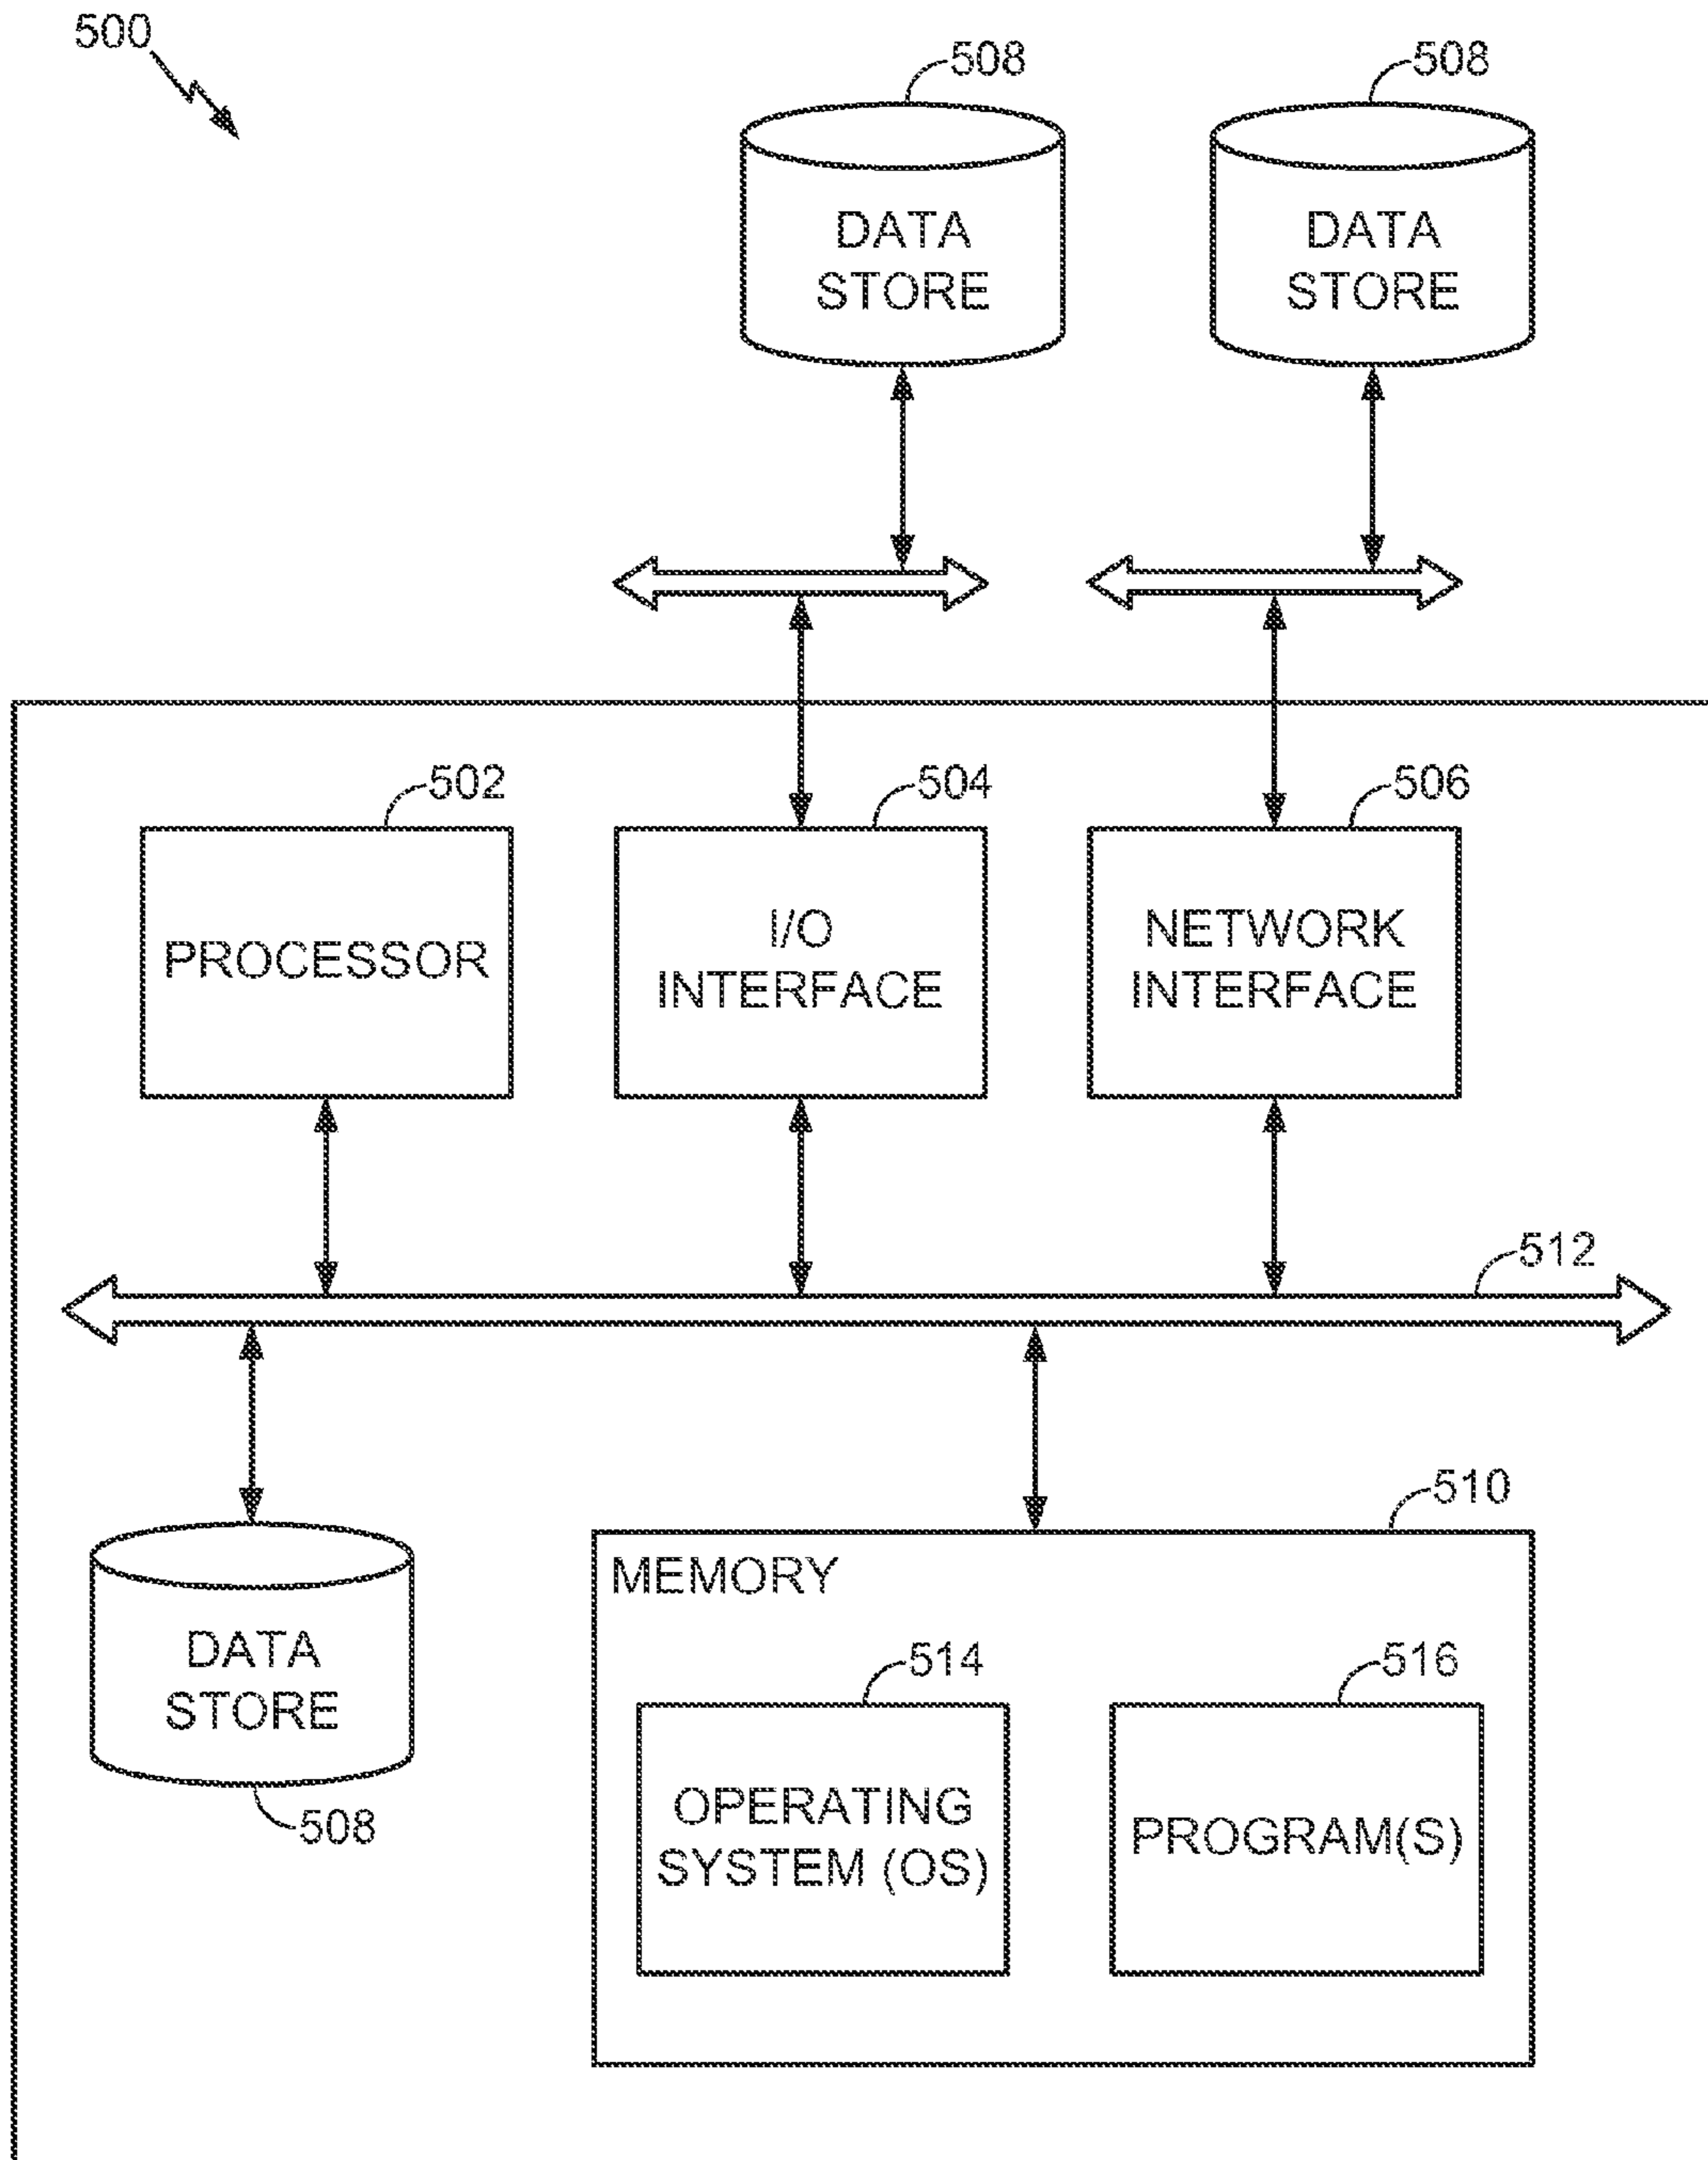 500
508
508
DATA
STORE
DATA
STORE
502
504
506
PROCESSOR
I/O
INTERFACE
NETWORK
INTERFACE
512
510
MEMORY
DATA
STORE
508
514
516
OPERATING
SYSTEM (OS)
PROGRAM(S)